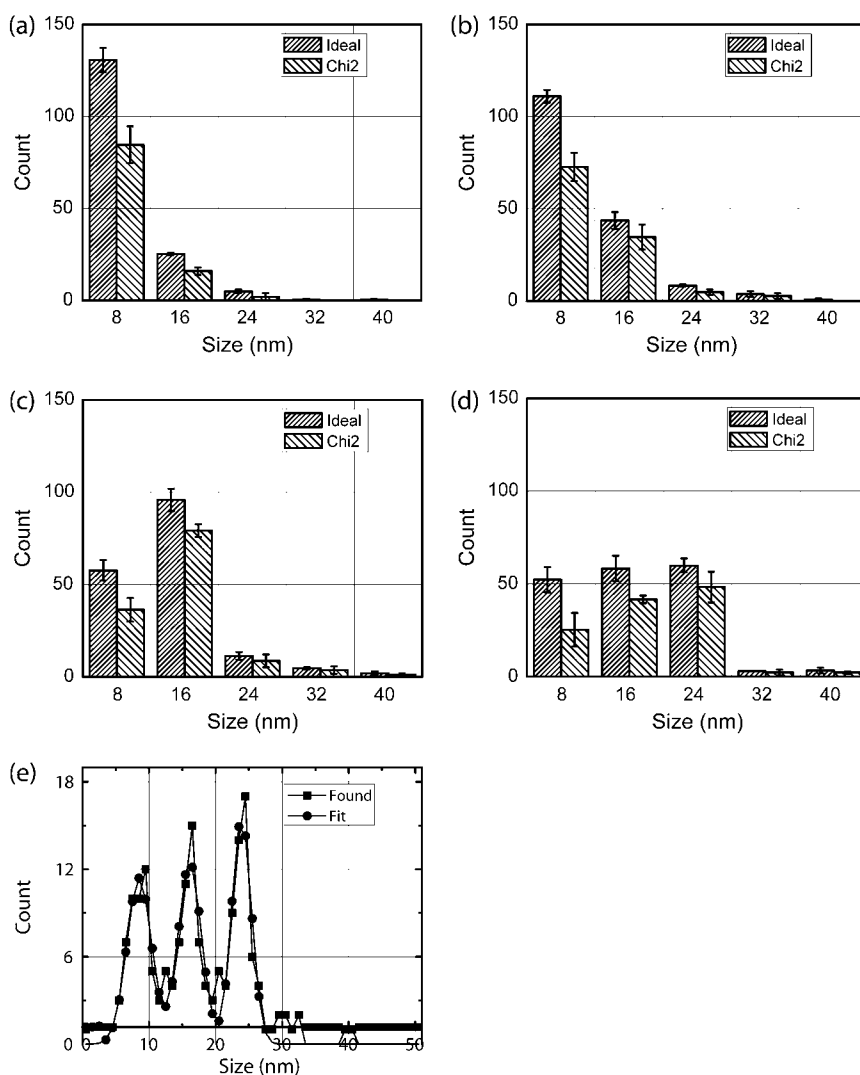 (a)
150
100
50
0
Count
Ideal
Chi2
8 16 24 32 40
Size (nm)
(b)
150
100
50
0
Count
Ideal
Chi2
8 16 24 32 40
Size (nm)
(c)
150
100
50
0
Count
Ideal
Chi2
8 16 24 32 40
Size (nm)
(d)
150
100
50
0
Count
Ideal
Chi2
8 16 24 32 40
Size (nm)
(e)
18
12
6
0
Count
Found
Fit
0 10 20 30 40 50
Size (nm)